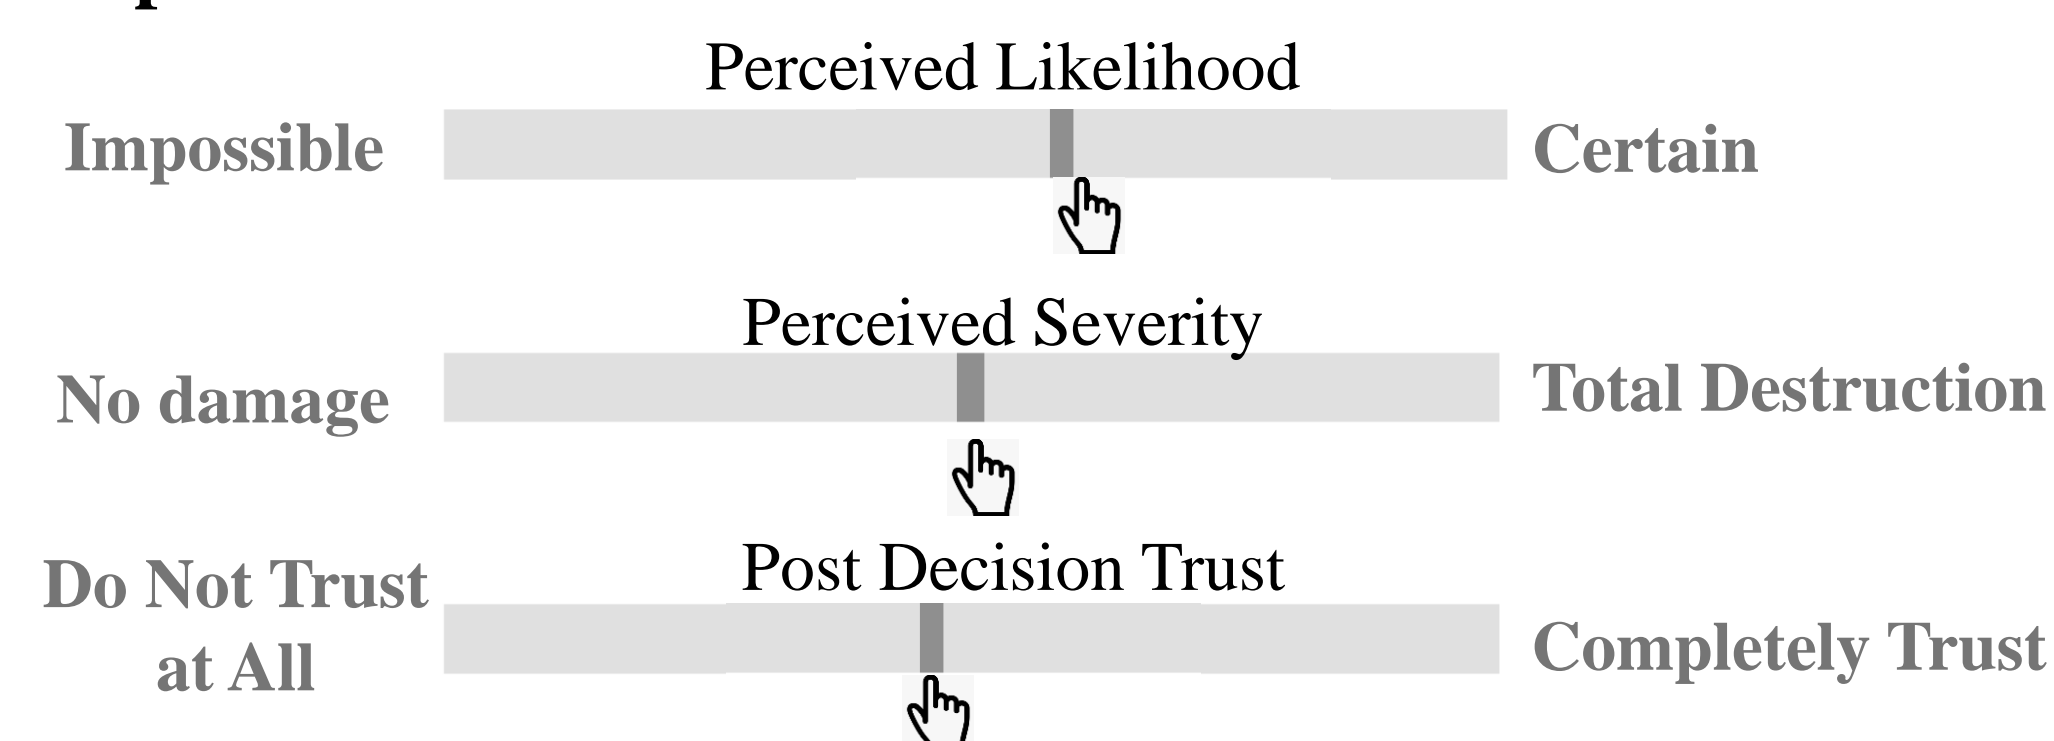 Perceived Likelihood
Impossible
Certain
Perceived Severity
No damage
Total Destruction
Post Decision Trust
Do Not Trust
at All
Completely Trust